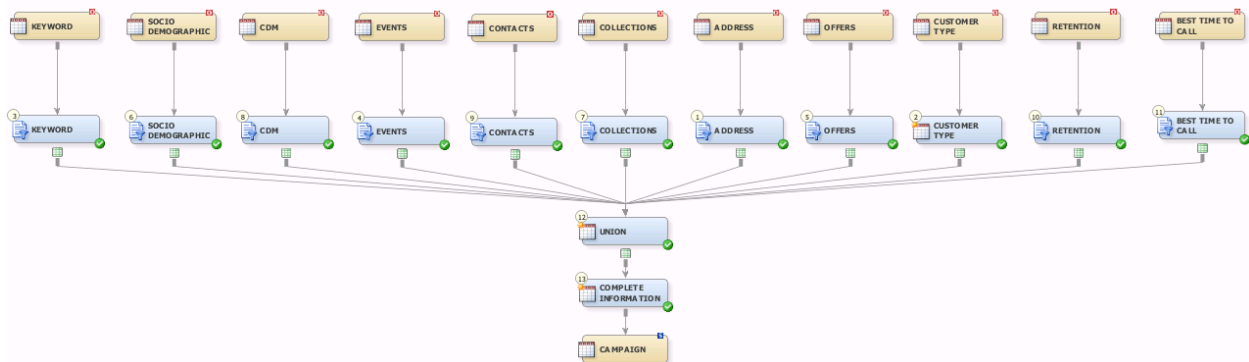 KEYWORD
SOCIO
DEMOGRAPHIC
CDM
EVENTS
CONTACTS
COLLECTIONS
ADDRESS
OFFERS
CUSTOMER
TYPE
RETENTION
BEST TIME TO
CALL
3
KEYWORD
6
SOCIO
DEMOGRAPHIC
8
CDM
4
EVENTS
9
CONTACTS
7
COLLECTIONS
1
ADDRESS
5
OFFERS
2
CUSTOMER
TYPE
10
RETENTION
11
BEST TIME TO
CALL
12
UNION
13
COMPLETE
INFORMATION
CAMPAIGN